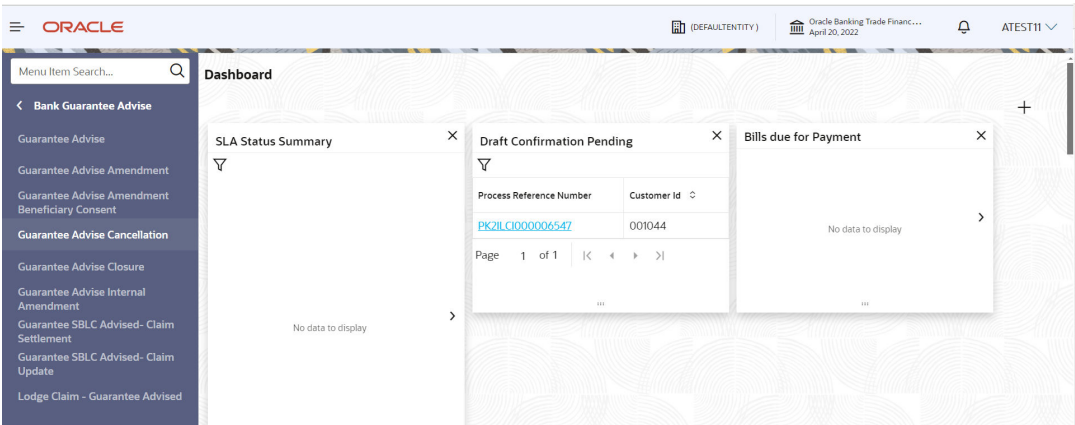 ORACLE
(DEFAULTENTITY )
Oracle Banking Trade Financ...
April 20, 2022
ATEST11
Menu Item Search...
Bank Guarantee Advise
Guarantee Advise
Guarantee Advise Amendment
Guarantee Advise Amendment
Beneficiary Consent
Guarantee Advise Cancellation
Guarantee Advise Closure
Guarantee Advise Internal
Amendment
Guarantee SBLC Advised- Claim
Settlement
Guarantee SBLC Advised- Claim
Update
Lodge Claim - Guarantee Advised
Dashboard
SLA Status Summary
No data to display
Draft Confirmation Pending
Process Reference Number Customer Id
PK2ILCI000006547 001044
Page 1 of 1
Bills due for Payment
No data to display